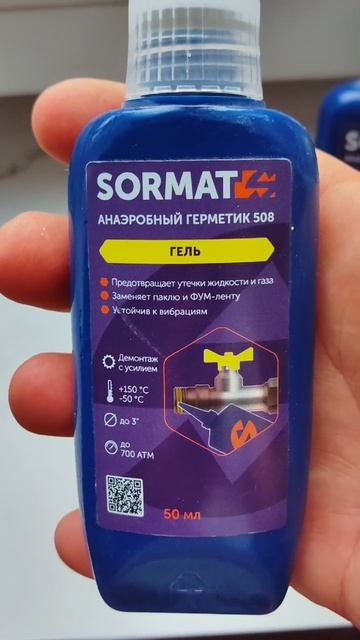 SORMAT
АНАЭРОБНЫЙ ГЕРМЕТИК 508
ГЕЛЬ
Предотвращает утечки жидкости и газа
Заменяет паклю и ФУМ-ленту
Устойчив к вибрациям
Демонтаж
с усилием
+150 °C
-50 °C
до 3"
до
700 АТМ
50 мл